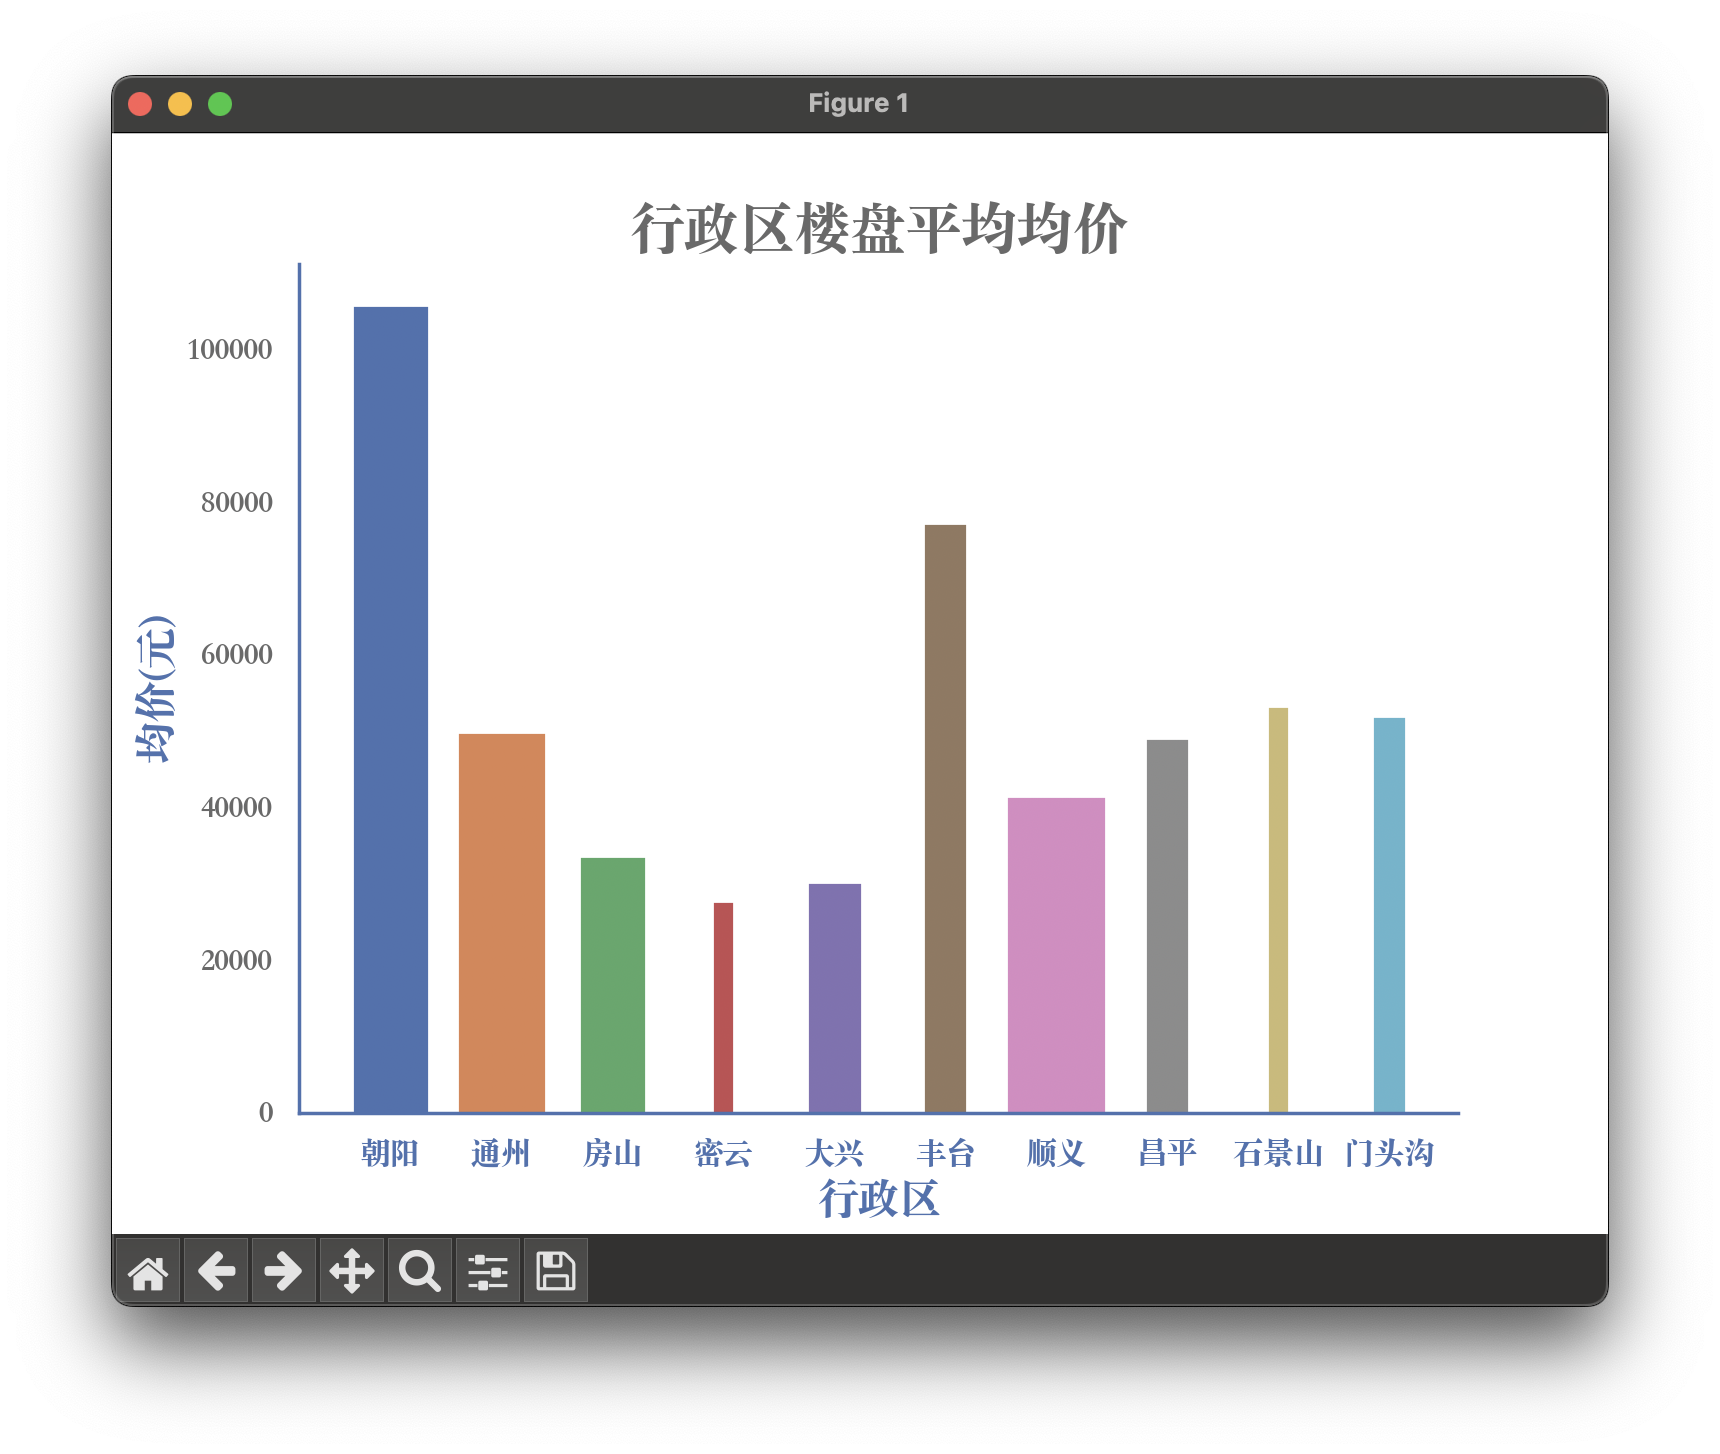 Figure 1
行政区楼盘平均均价
100000
80000
60000
40000
20000
0
均价(元)
朝阳 通州 房山 密云 大兴 丰台 顺义 昌平 石景山 门头沟
行政区